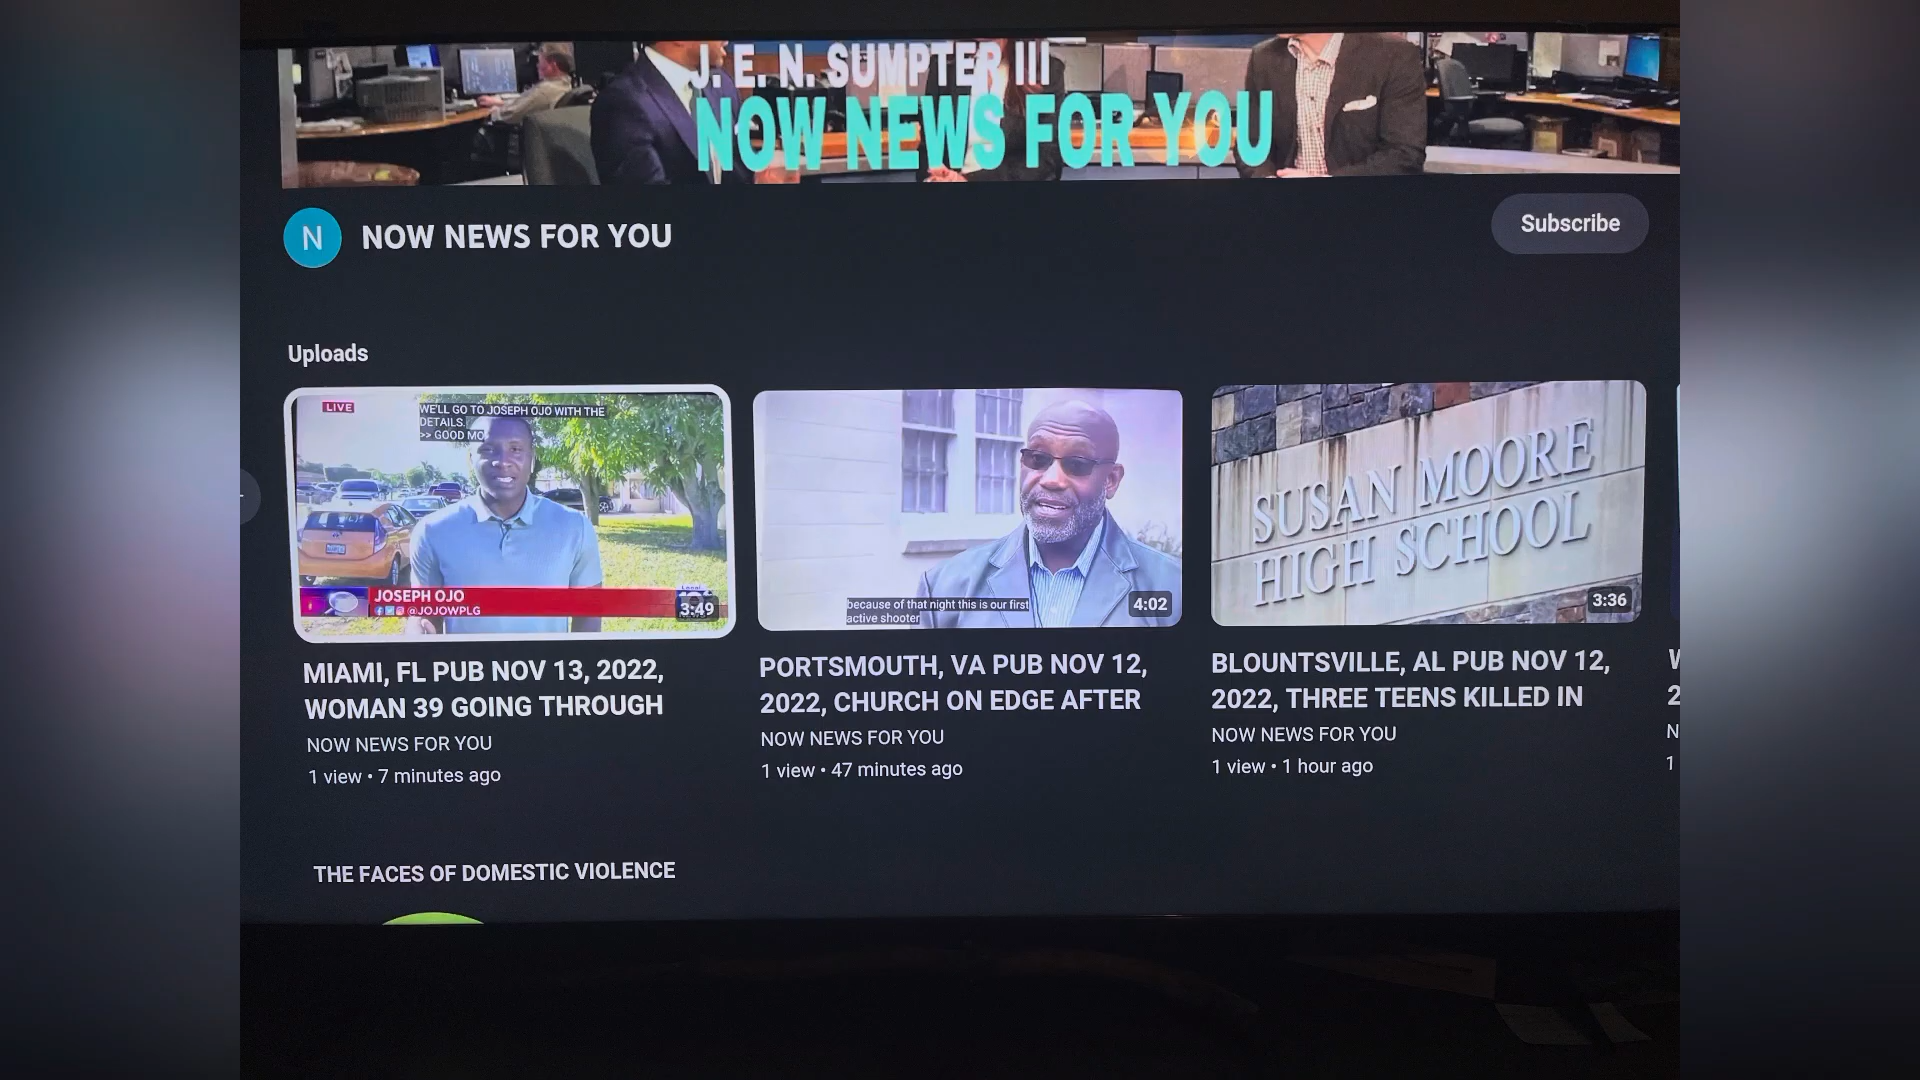 J. E. N. SUMPTER III
NOW NEWS FOR YOU
N
NOW NEWS FOR YOU
Subscribe
Uploads
LIVE
WE'LL GO TO JOSEPH OJO WITH THE
DETAILS.
>> GOOD MO
JOSEPH OJO
@JOJOWPLG
3:49
because of that night this is our first
active shooter
4:02
SUSAN MOORE
HIGH SCHOOL
3:36
MIAMI, FL PUB NOV 13, 2022,
WOMAN 39 GOING THROUGH
NOW NEWS FOR YOU
1 view • 7 minutes ago
PORTSMOUTH, VA PUB NOV 12,
2022, CHURCH ON EDGE AFTER
NOW NEWS FOR YOU
1 view • 47 minutes ago
BLOUNTSVILLE, AL PUB NOV 12,
2022, THREE TEENS KILLED IN
NOW NEWS FOR YOU
1 view • 1 hour ago
THE FACES OF DOMESTIC VIOLENCE